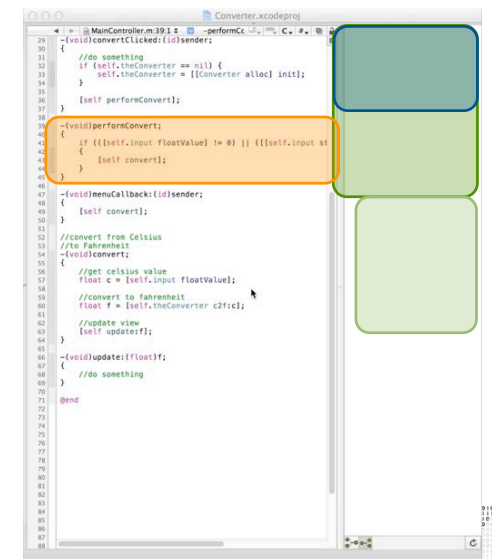 Converter.xcodeproj
MainController.m:39:1 -performCc C, #,
29 -(void)convertClicked:(id)sender;
30 {
31 //do something
32 if (self.theConverter == nil) {
33 self.theConverter = [[Converter alloc] init];
34 }
35
36 [self performConvert];
37 }
38
39 -(void)performConvert;
40 {
41 if (([self.input floatValue] != 0) || ([[self.input st
42 {
43 [self convert];
44 }
45 }
46
47 -(void)menuCallback:(id)sender;
48 {
49 [self convert];
50 }
51
52 //convert from Celsius
53 //to Fahrenheit
54 -(void)convert;
55 {
56 //get celsius value
57 float c = [self.input floatValue];
58
59 //convert to fahrenheit
60 float f = [self.theConverter c2f:c];
61
62 //update view
63 [self update:f];
64 }
65
66 -(void)update:(float)f;
67 {
68 //do something
69 }
70
71 @end
72
73
74
75
76
77
78
79
80
81
82
83
84
85
86
87
88